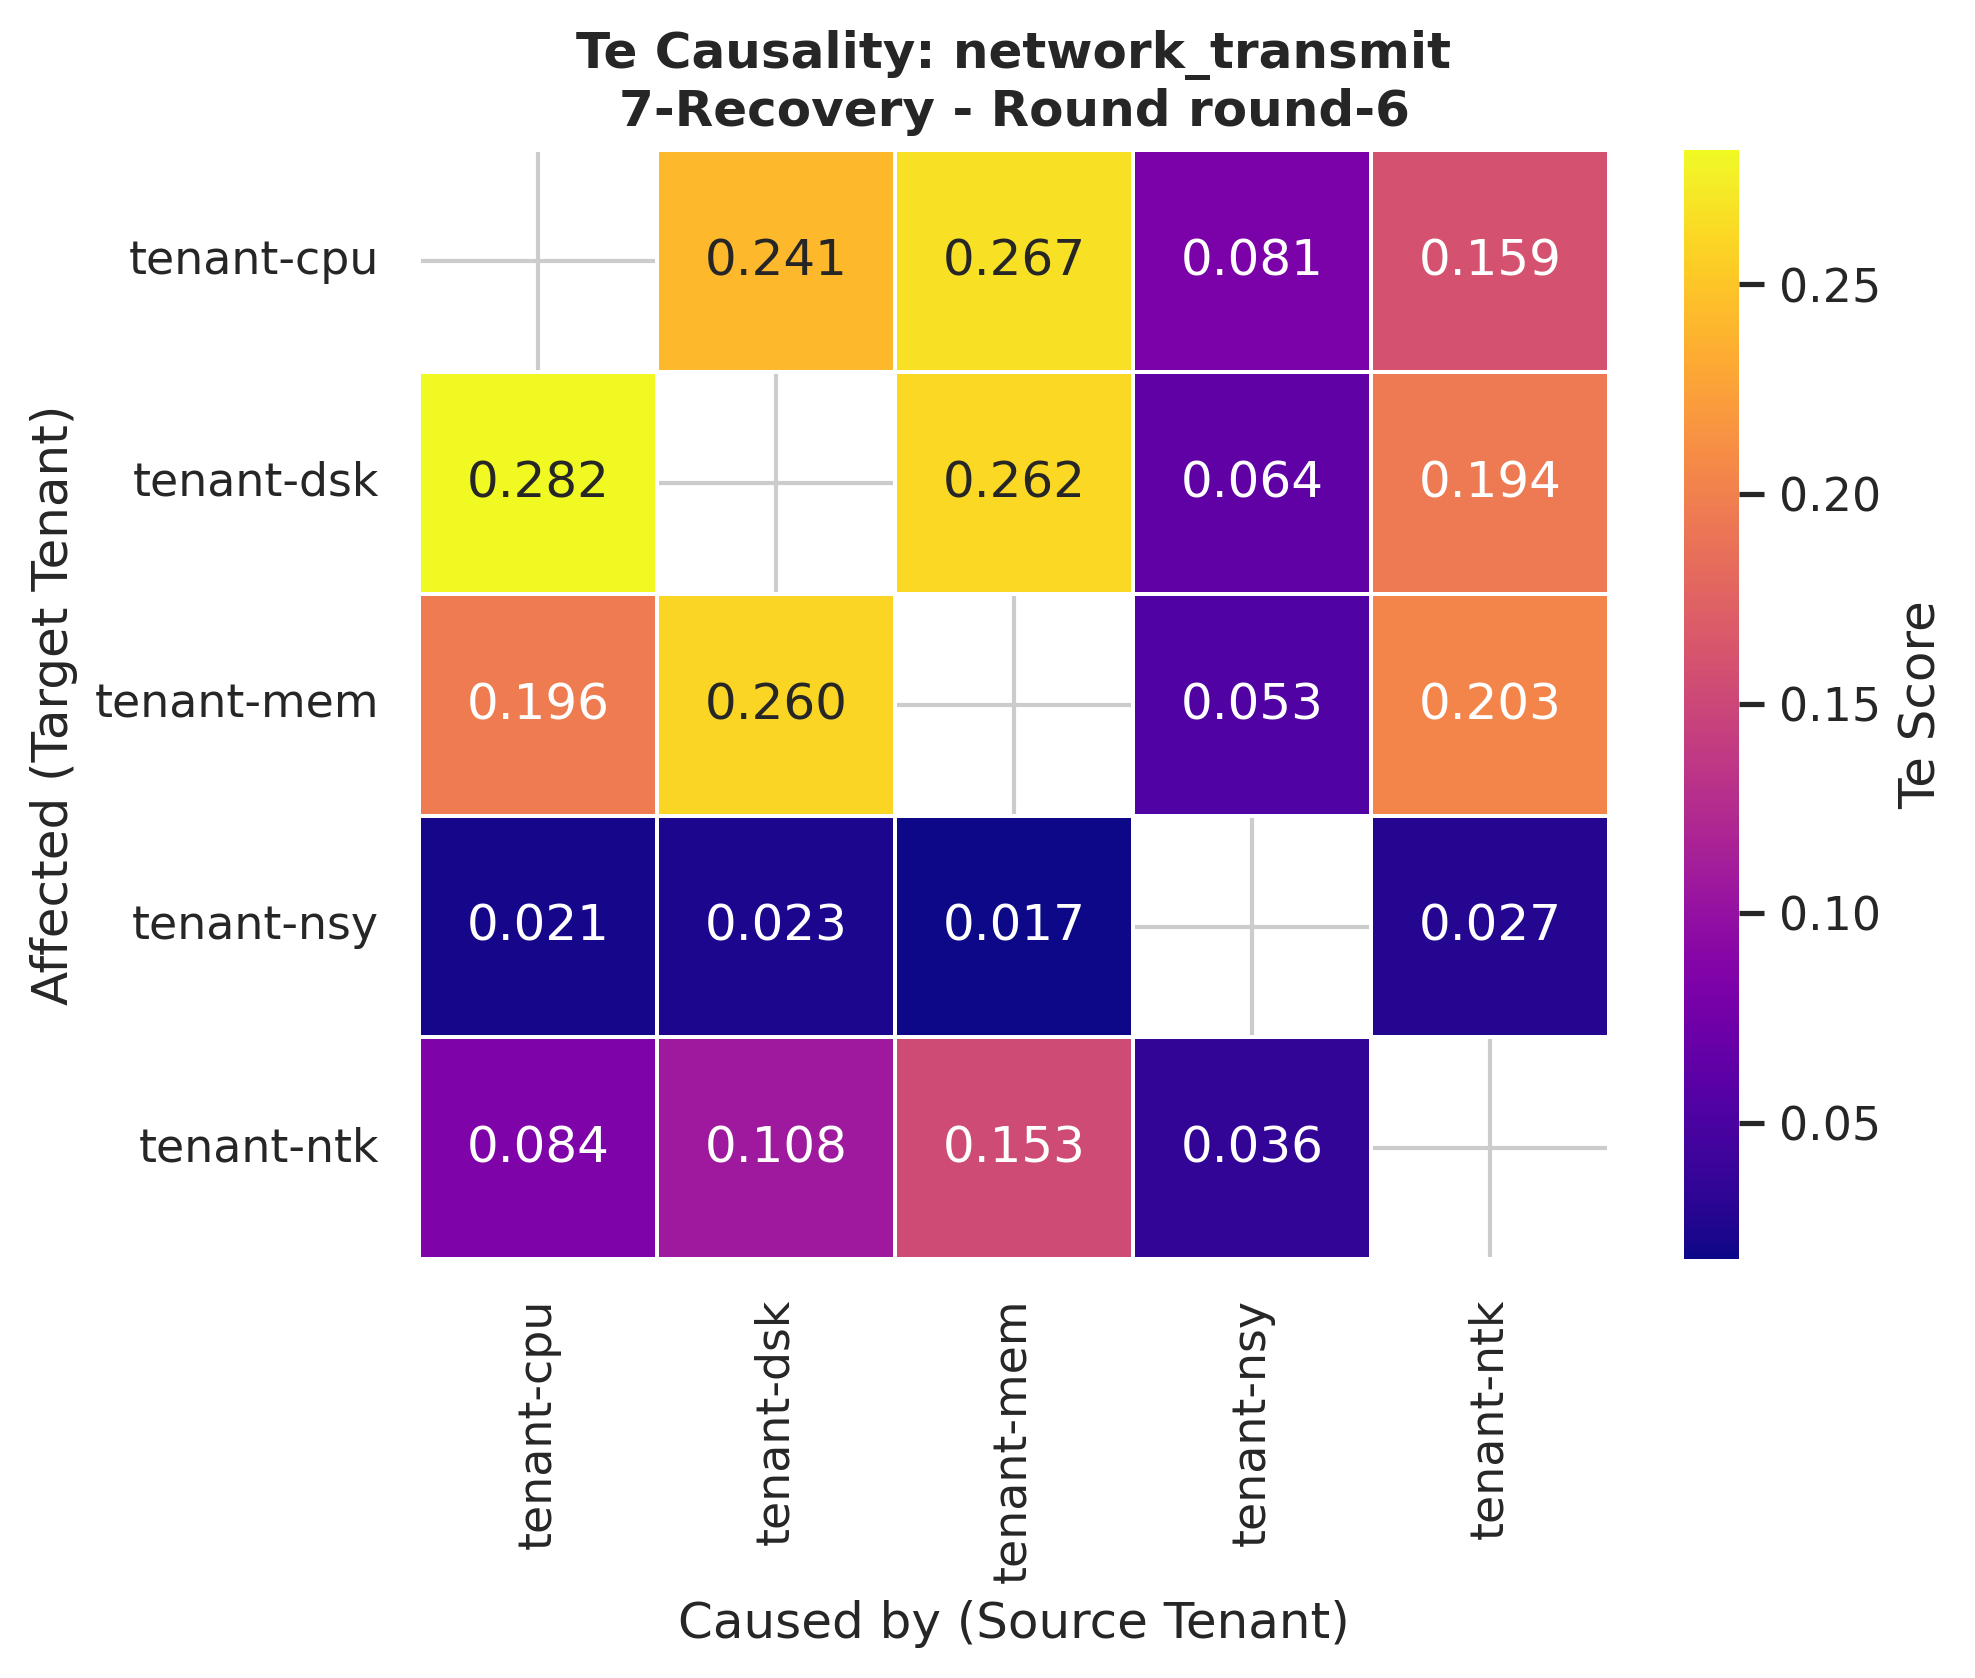 Te Causality: network_transmit
7-Recovery - Round round-6
Affected (Target Tenant)
tenant-cpu 0.241 0.267 0.081 0.159
tenant-dsk 0.282 0.262 0.064 0.194
tenant-mem 0.196 0.260 0.053 0.203
tenant-nsy 0.021 0.023 0.017 0.027
tenant-ntk 0.084 0.108 0.153 0.036
tenant-cpu tenant-dsk tenant-mem tenant-nsy tenant-ntk
Caused by (Source Tenant)
0.25
0.20
0.15
0.10
0.05
Te Score